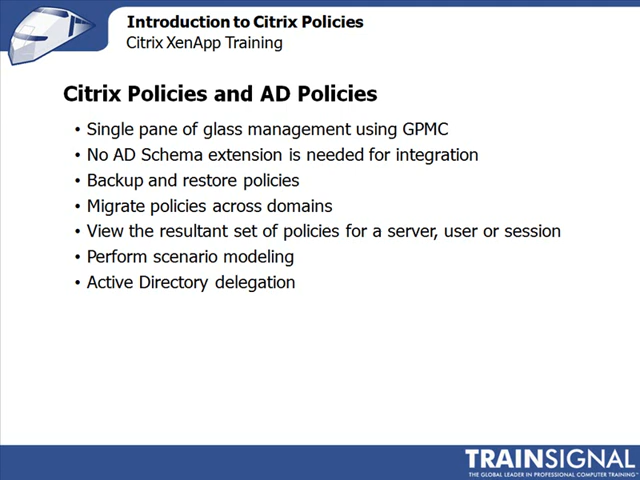 Introduction to Citrix Policies
Citrix XenApp Training
Citrix Policies and AD Policies
• Single pane of glass management using GPMC
• No AD Schema extension is needed for integration
• Backup and restore policies
• Migrate policies across domains
• View the resultant set of policies for a server, user or session
• Perform scenario modeling
• Active Directory delegation
TRAINSIGNAL
THE GLOBAL LEADER IN PROFESSIONAL COMPUTER TRAINING™